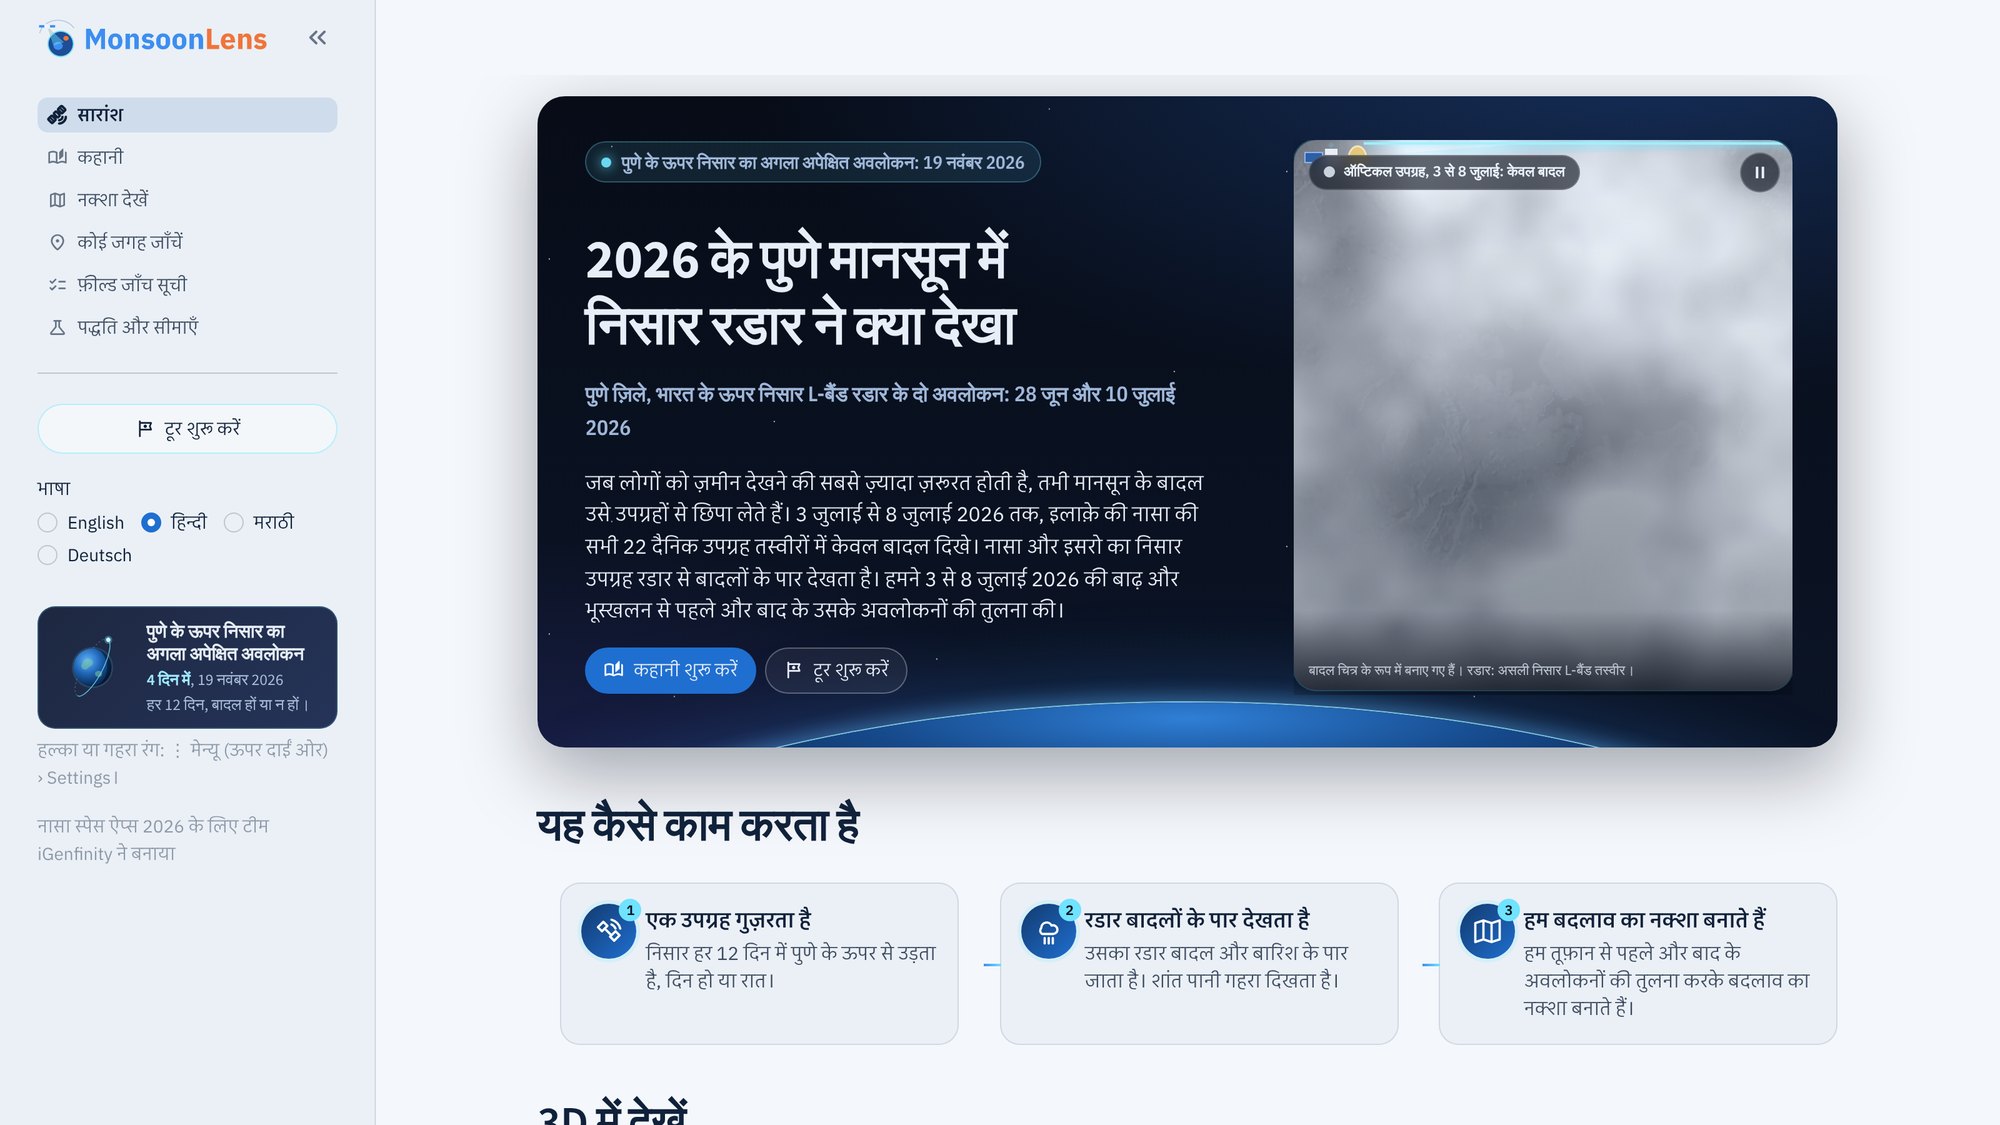 MonsoonLens
सारांश
कहानी
नक्शा देखें
कोई जगह जाँचें
फ़ील्ड जाँच सूची
पद्धति और सीमाएँ
टूर शुरू करें
भाषा
English हिन्दी मराठी
Deutsch
पुणे के ऊपर निसार का
अगला अपेक्षित अवलोकन
4 दिन में, 19 नवंबर 2026
हर 12 दिन, बादल हों या न हों।
हल्का या गहरा रंग: ⋮ मेन्यू (ऊपर दाईं ओर)
› Settings।
नासा स्पेस ऐप्स 2026 के लिए टीम
iGenfinity ने बनाया
पुणे के ऊपर निसार का अगला अपेक्षित अवलोकन: 19 नवंबर 2026
2026 के पुणे मानसून में
निसार रडार ने क्या देखा
पुणे ज़िले, भारत के ऊपर निसार L-बैंड रडार के दो अवलोकन: 28 जून और 10 जुलाई
2026
जब लोगों को ज़मीन देखने की सबसे ज़्यादा ज़रूरत होती है, तभी मानसून के बादल
उसे उपग्रहों से छिपा लेते हैं। 3 जुलाई से 8 जुलाई 2026 तक, इलाक़े की नासा की
सभी 22 दैनिक उपग्रह तस्वीरों में केवल बादल दिखे। नासा और इसरो का निसार
उपग्रह रडार से बादलों के पार देखता है। हमने 3 से 8 जुलाई 2026 की बाढ़ और
भूस्खलन से पहले और बाद के उसके अवलोकनों की तुलना की।
कहानी शुरू करें
टूर शुरू करें
ऑप्टिकल उपग्रह, 3 से 8 जुलाई: केवल बादल
बादल चित्र के रूप में बनाए गए हैं। रडार: असली निसार L-बैंड तस्वीर।
यह कैसे काम करता है
1
एक उपग्रह गुज़रता है
निसार हर 12 दिन में पुणे के ऊपर से उड़ता
है, दिन हो या रात।
2
रडार बादलों के पार देखता है
उसका रडार बादल और बारिश के पार
जाता है। शांत पानी गहरा दिखता है।
3
हम बदलाव का नक्शा बनाते हैं
हम तूफ़ान से पहले और बाद के
अवलोकनों की तुलना करके बदलाव का
नक्शा बनाते हैं।
3D में देखें